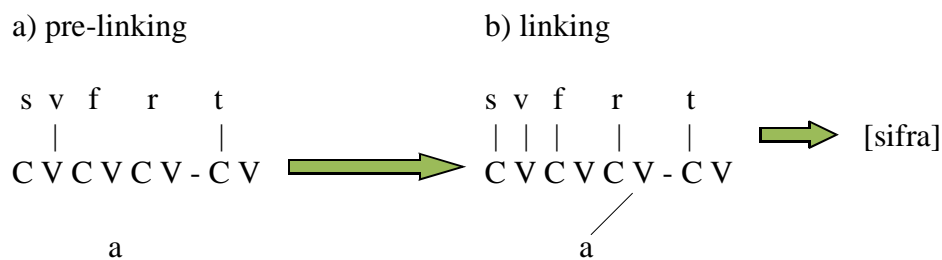 a) pre-linking b) linking
s v f r t s v f r t
[sifra]
C V C V C V - C V C V C V C V - C V
a a